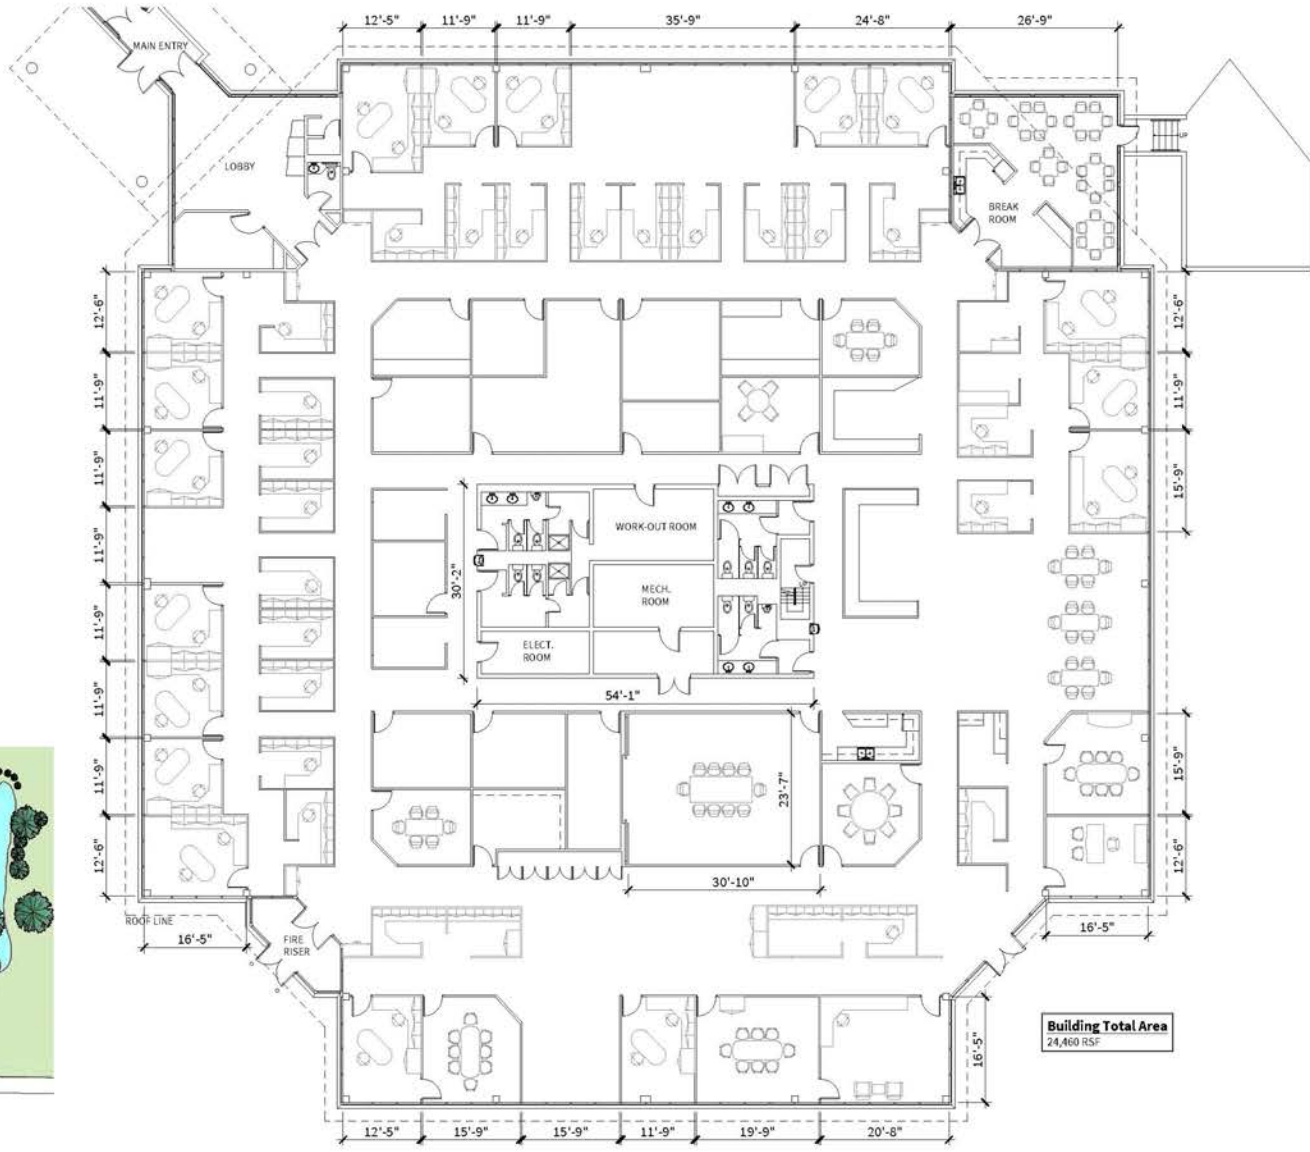 12'-5" 11'-9" 11'-9" 35'-9" 24'-8" 26'-9"
MAIN ENTRY
LOBBY
BREAK
ROOM
12'-6"
11'-9"
11'-9"
11'-9"
11'-9"
11'-9"
11'-9"
12'-6"
12'-6"
11'-9"
15'-9"
WORK-OUT ROOM
MECH.
ROOM
ELECT.
ROOM
30'-2"
54'-1"
23'-7"
30'-10"
15'-9"
12'-6"
ROOF LINE
16'-5"
FIRE
RISER
16'-5"
16'-5"
Building Total Area
24,460 RSF
12'-5" 15'-9" 15'-9" 11'-9" 19'-9" 20'-8"